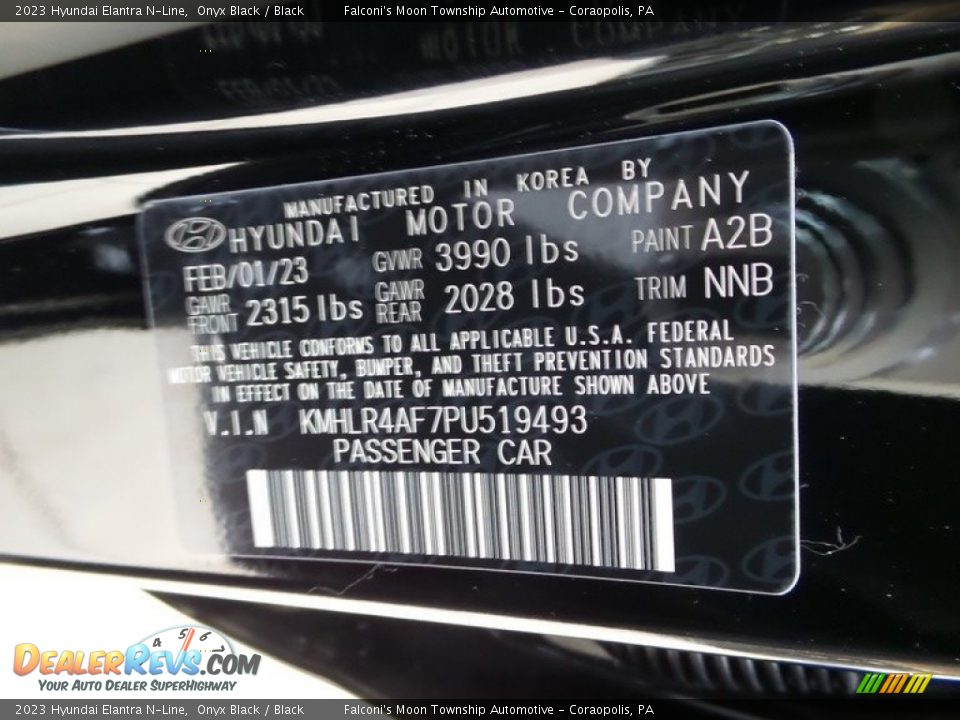 2023 Hyundai Elantra N-Line, Onyx Black / Black Falconi's Moon Township Automotive - Coraopolis, PA
MANUFACTURED IN KOREA BY
HYUNDAI MOTOR COMPANY
FEB/01/23 GVWR 3990 lbs PAINT A2B
GAWR FRONT 2315 lbs GAWR REAR 2028 lbs TRIM NNB
THIS VEHICLE CONFORMS TO ALL APPLICABLE U.S.A. FEDERAL
MOTOR VEHICLE SAFETY, BUMPER, AND THEFT PREVENTION STANDARDS
IN EFFECT ON THE DATE OF MANUFACTURE SHOWN ABOVE
V.I.N KMHLR4AF7PU519493
PASSENGER CAR
4 5 6
DEALERREVS.COM
YOUR AUTO DEALER SUPERHIGHWAY
2023 Hyundai Elantra N-Line, Onyx Black / Black Falconi's Moon Township Automotive - Coraopolis, PA